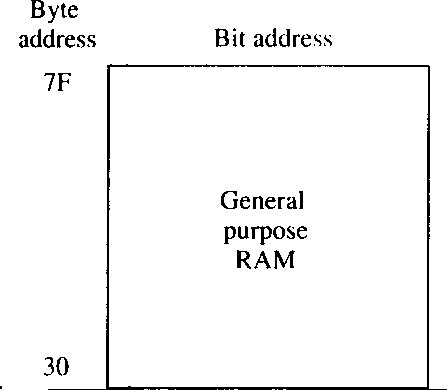 Byte
address
Bit address
7F
General
purpose
RAM
30